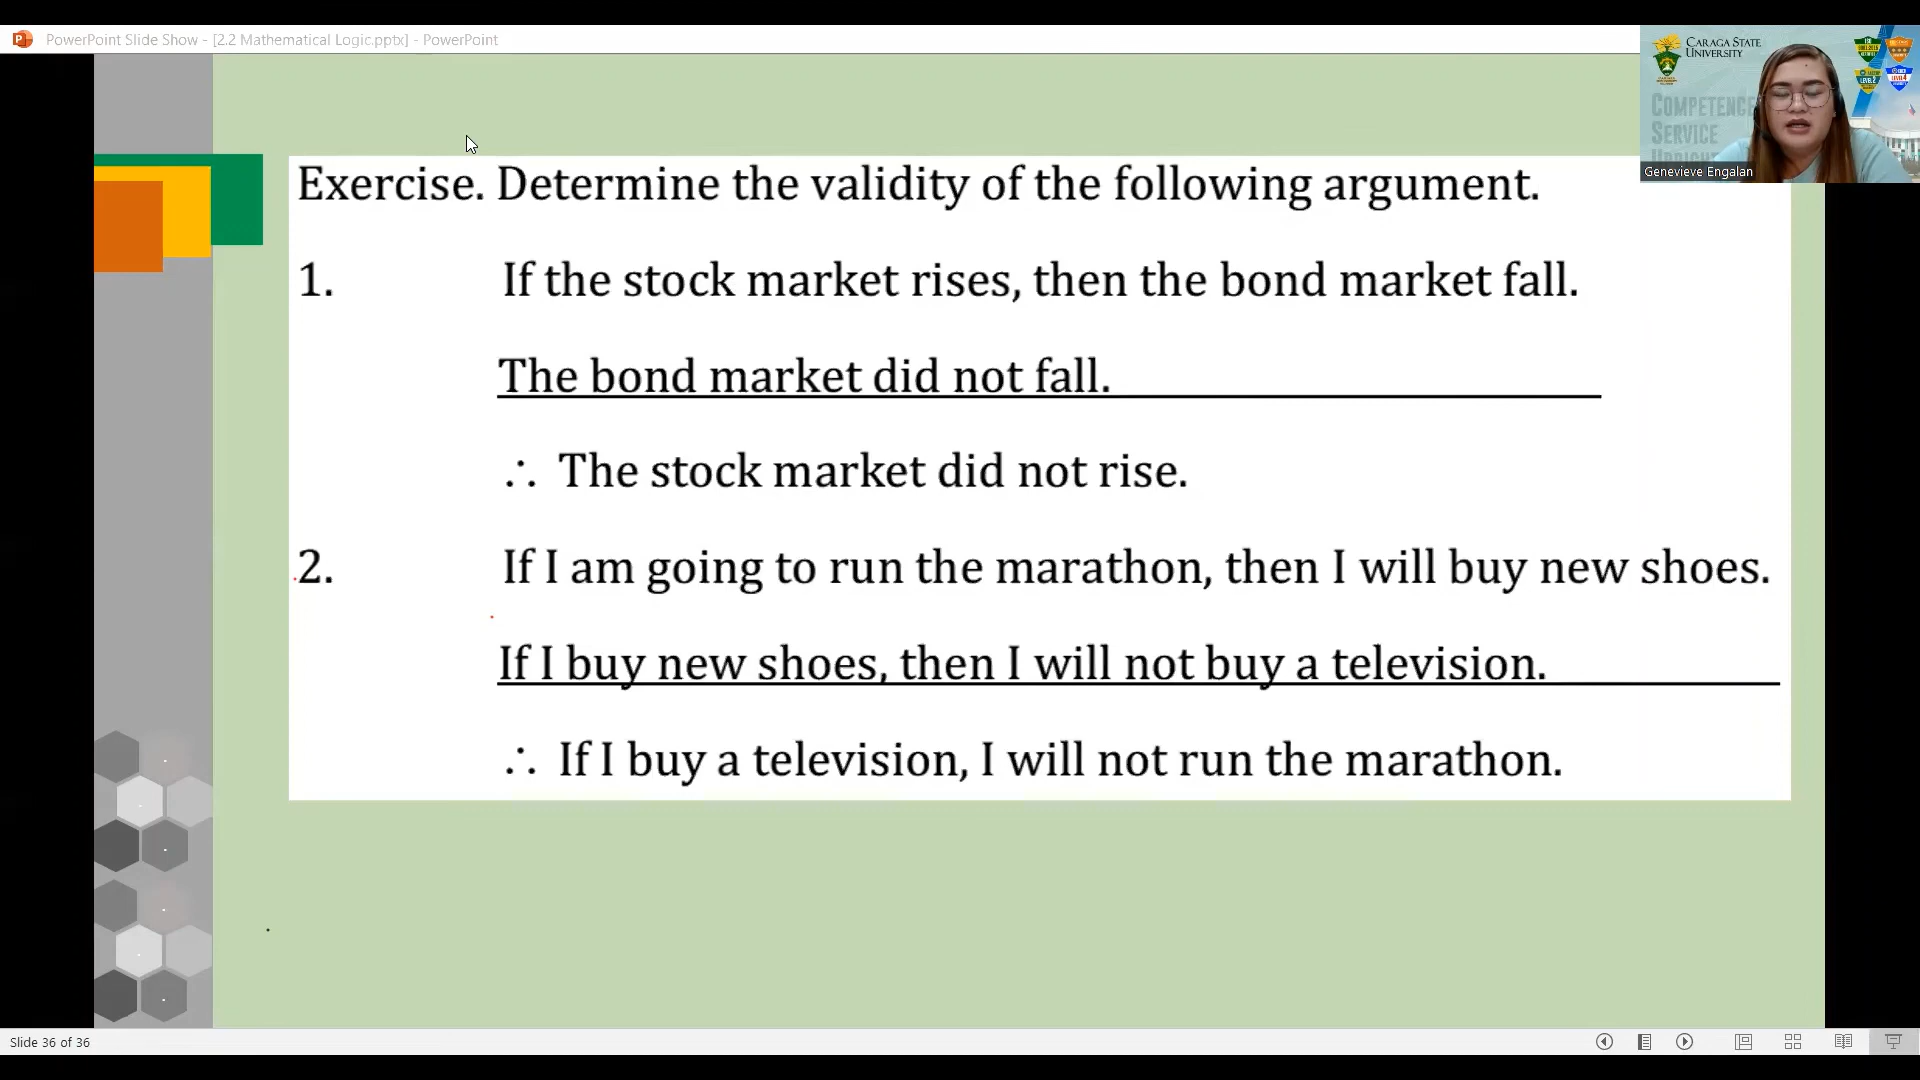 PowerPoint Slide Show - [2.2 Mathematical Logic.pptx] - PowerPoint
CARAGA STATE
UNIVERSITY
COMPETENCE
SERVICE
Genevieve Engalan
Exercise. Determine the validity of the following argument.
1. If the stock market rises, then the bond market fall.
The bond market did not fall.
∴ The stock market did not rise.
2. If I am going to run the marathon, then I will buy new shoes.
If I buy new shoes, then I will not buy a television.
∴ If I buy a television, I will not run the marathon.
Slide 36 of 36